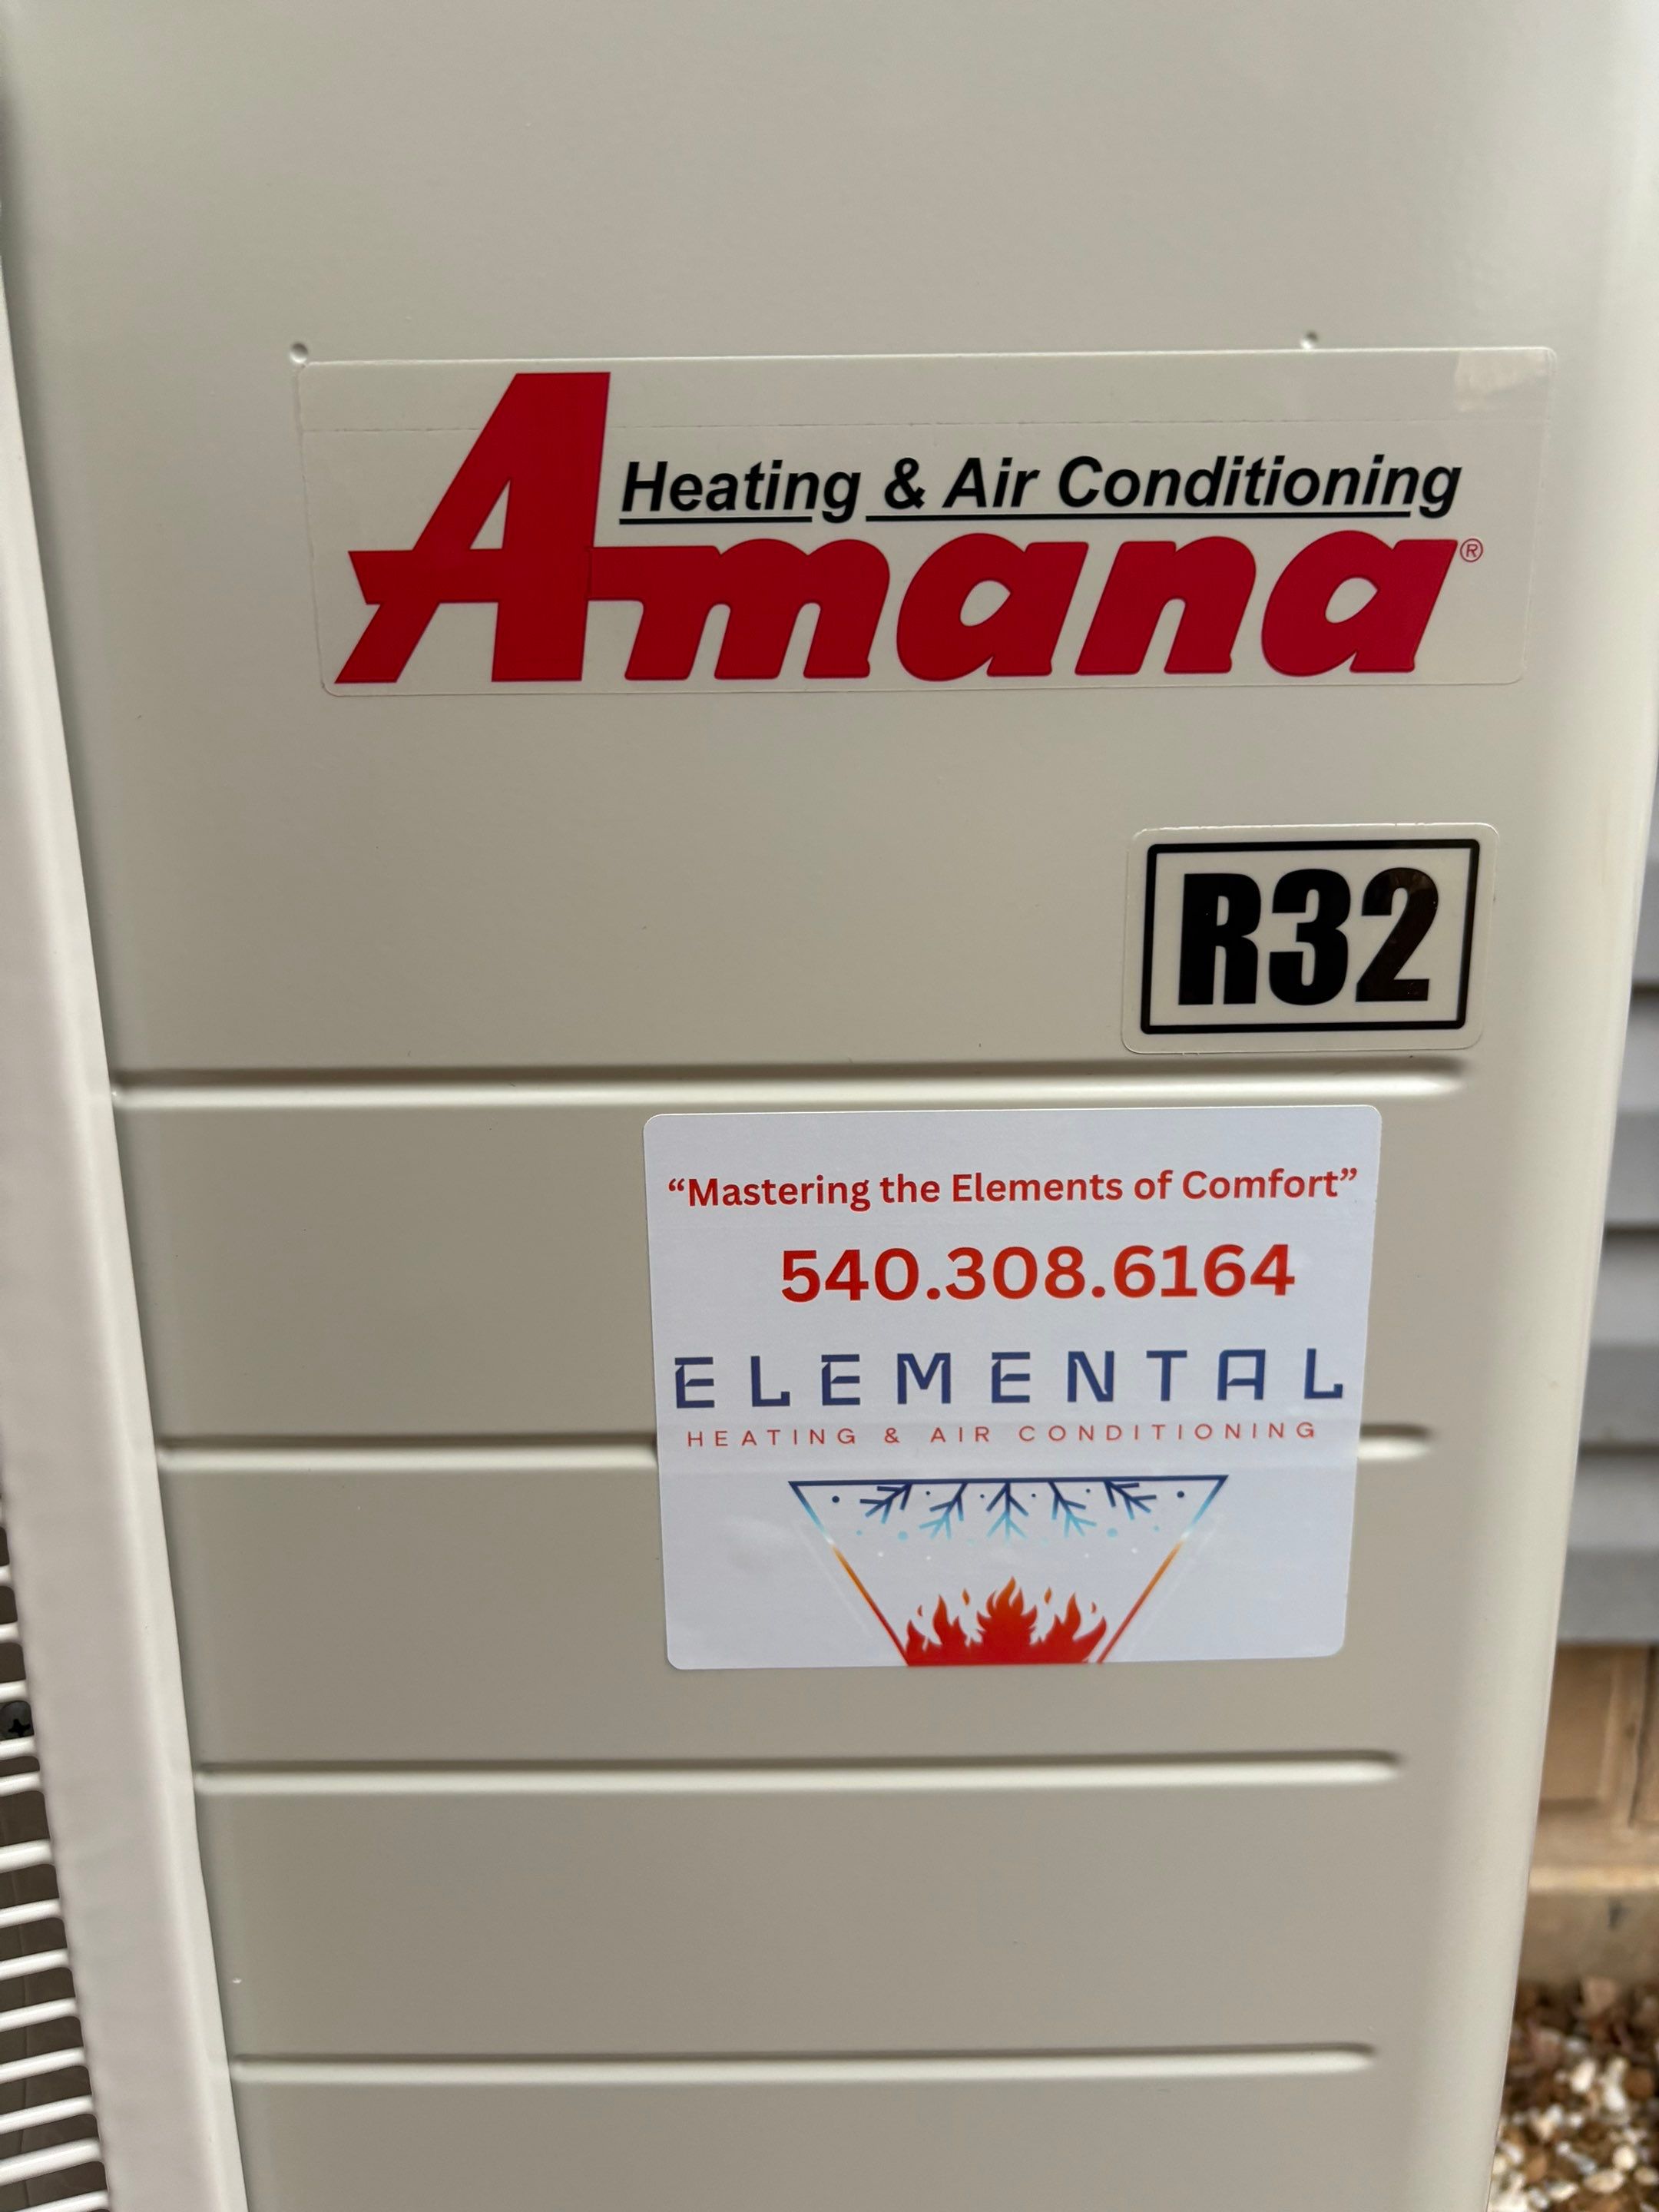 Heating & Air Conditioning
Amana®
R32
“Mastering the Elements of Comfort”
540.308.6164
ELEMENTAL
HEATING & AIR CONDITIONING